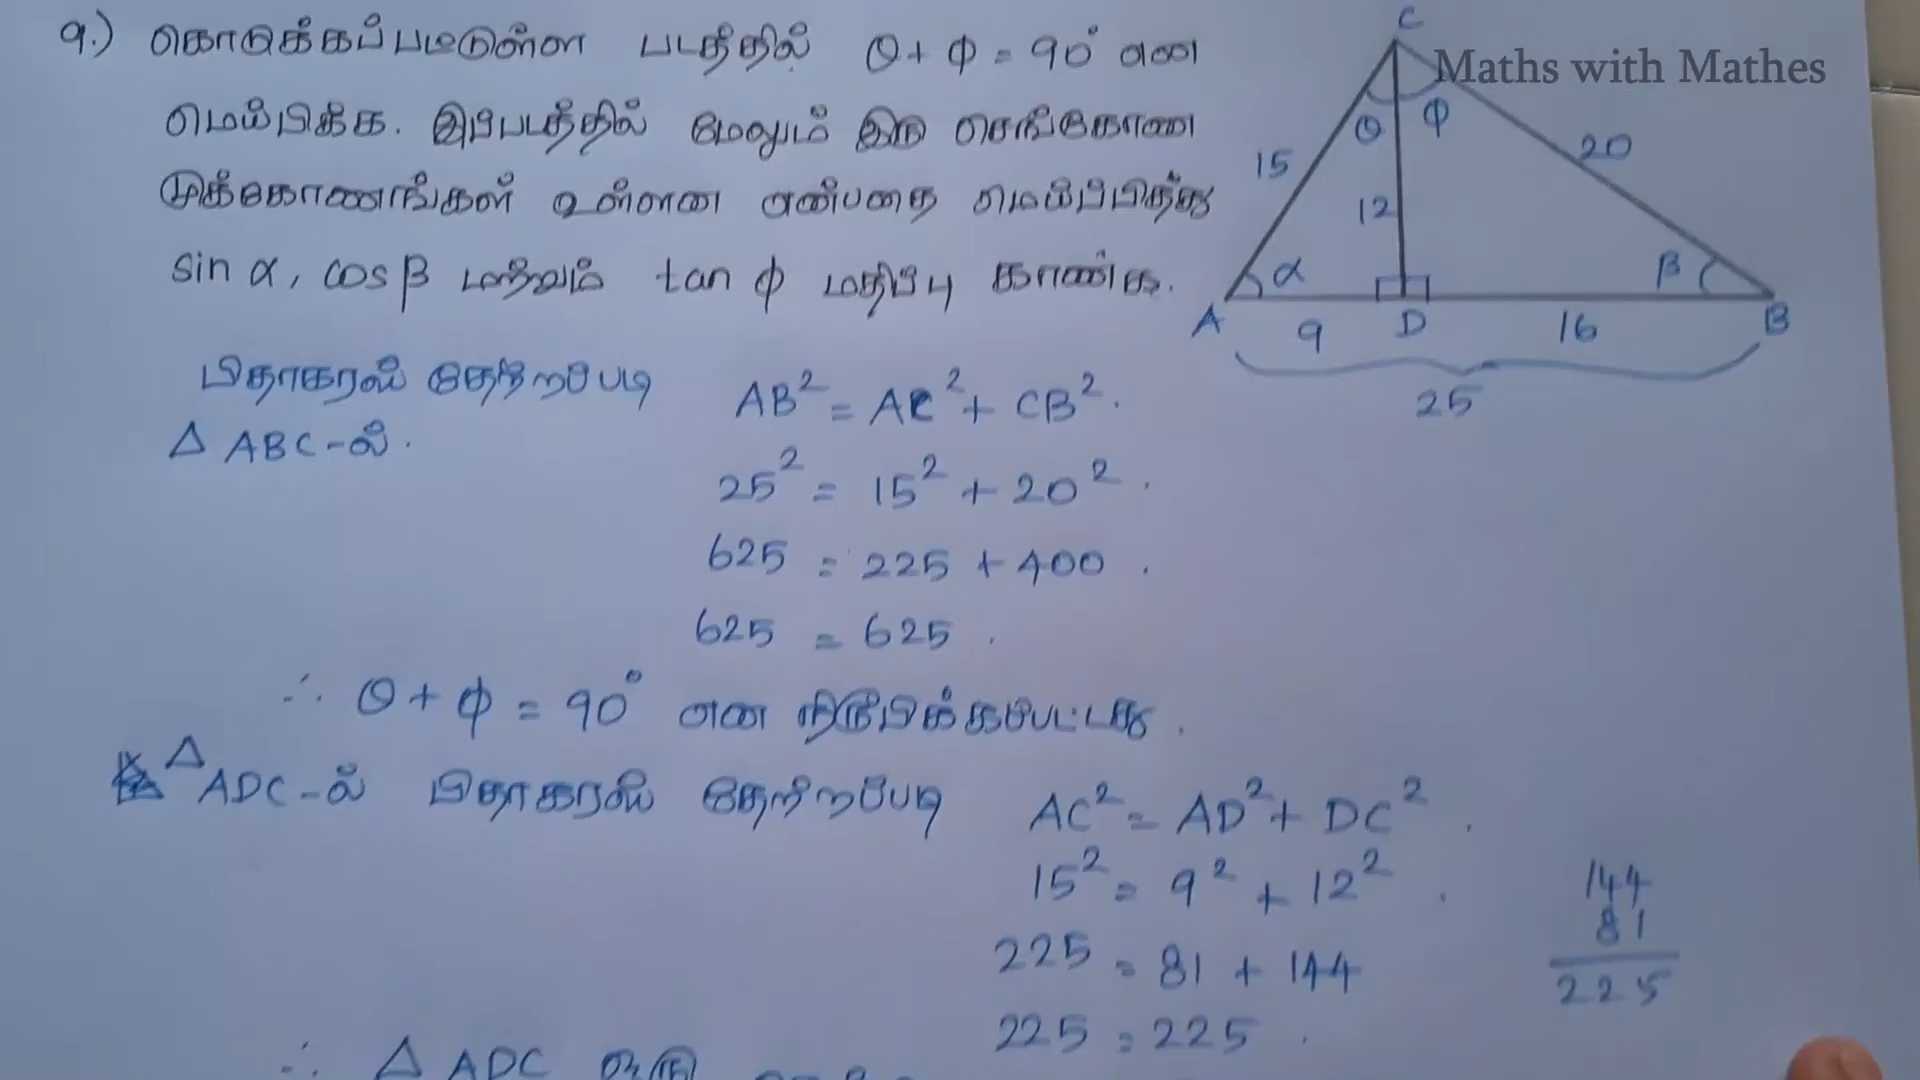 9.) கொடுக்கப்பட்டுள்ள படத்தில் θ + φ = 90° என
மெய்பிக்க. இப்படத்தில் மேலும் இரு செங்கோண
முக்கோணங்கள் உள்ளன என்பதை மெய்ப்பித்து
sin α, cos β மற்றும் tan φ மதிப்பு காண்க.
Maths with Mathes
C
θ φ
15
20
12
α
β
A 9 D 16 B
25
பிதாகரஸ் தேற்றப்படி
Δ ABC-ல்.
AB² = AC² + CB².
25² = 15² + 20².
625 = 225 + 400.
625 = 625.
∴ θ + φ = 90° என நிரூபிக்கப்பட்டது.
Δ ADC-ல் பிதாகரஸ் தேற்றப்படி AC² = AD² + DC².
15² = 9² + 12².
225 = 81 + 144
225 = 225.
144
81
225
∴ Δ ADC ஒரு